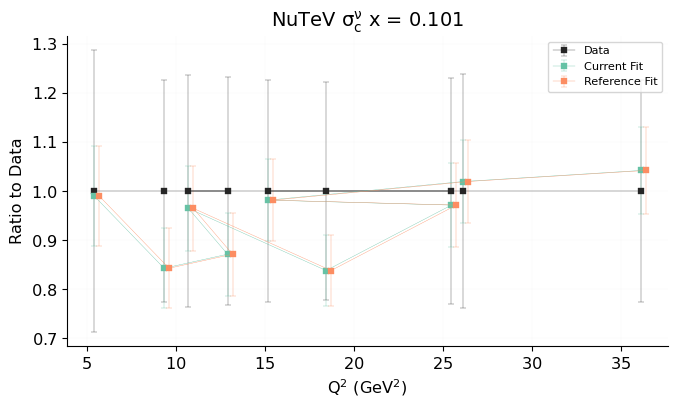 NuTeV σ_c^ν x = 0.101
Ratio to Data
1.3
1.2
1.1
1.0
0.9
0.8
0.7
Data
Current Fit
Reference Fit
5 10 15 20 25 30 35
Q² (GeV²)